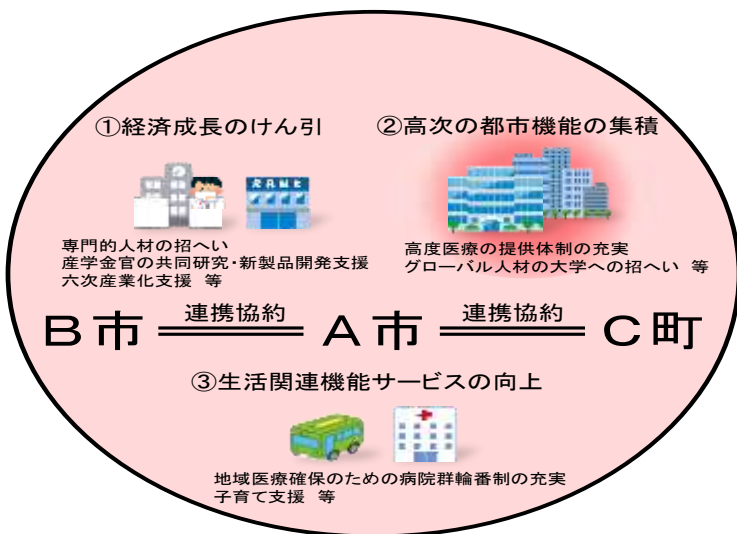 ①経済成長のけん引
②高次の都市機能の集積
BANK
専門的人材の招へい
産学金官の共同研究・新製品開発支援
六次産業化支援 等
高度医療の提供体制の充実
グローバル人材の大学への招へい 等
B市 連携協約 A市 連携協約 C町
③生活関連機能サービスの向上
地域医療確保のための病院群輪番制の充実
子育て支援 等